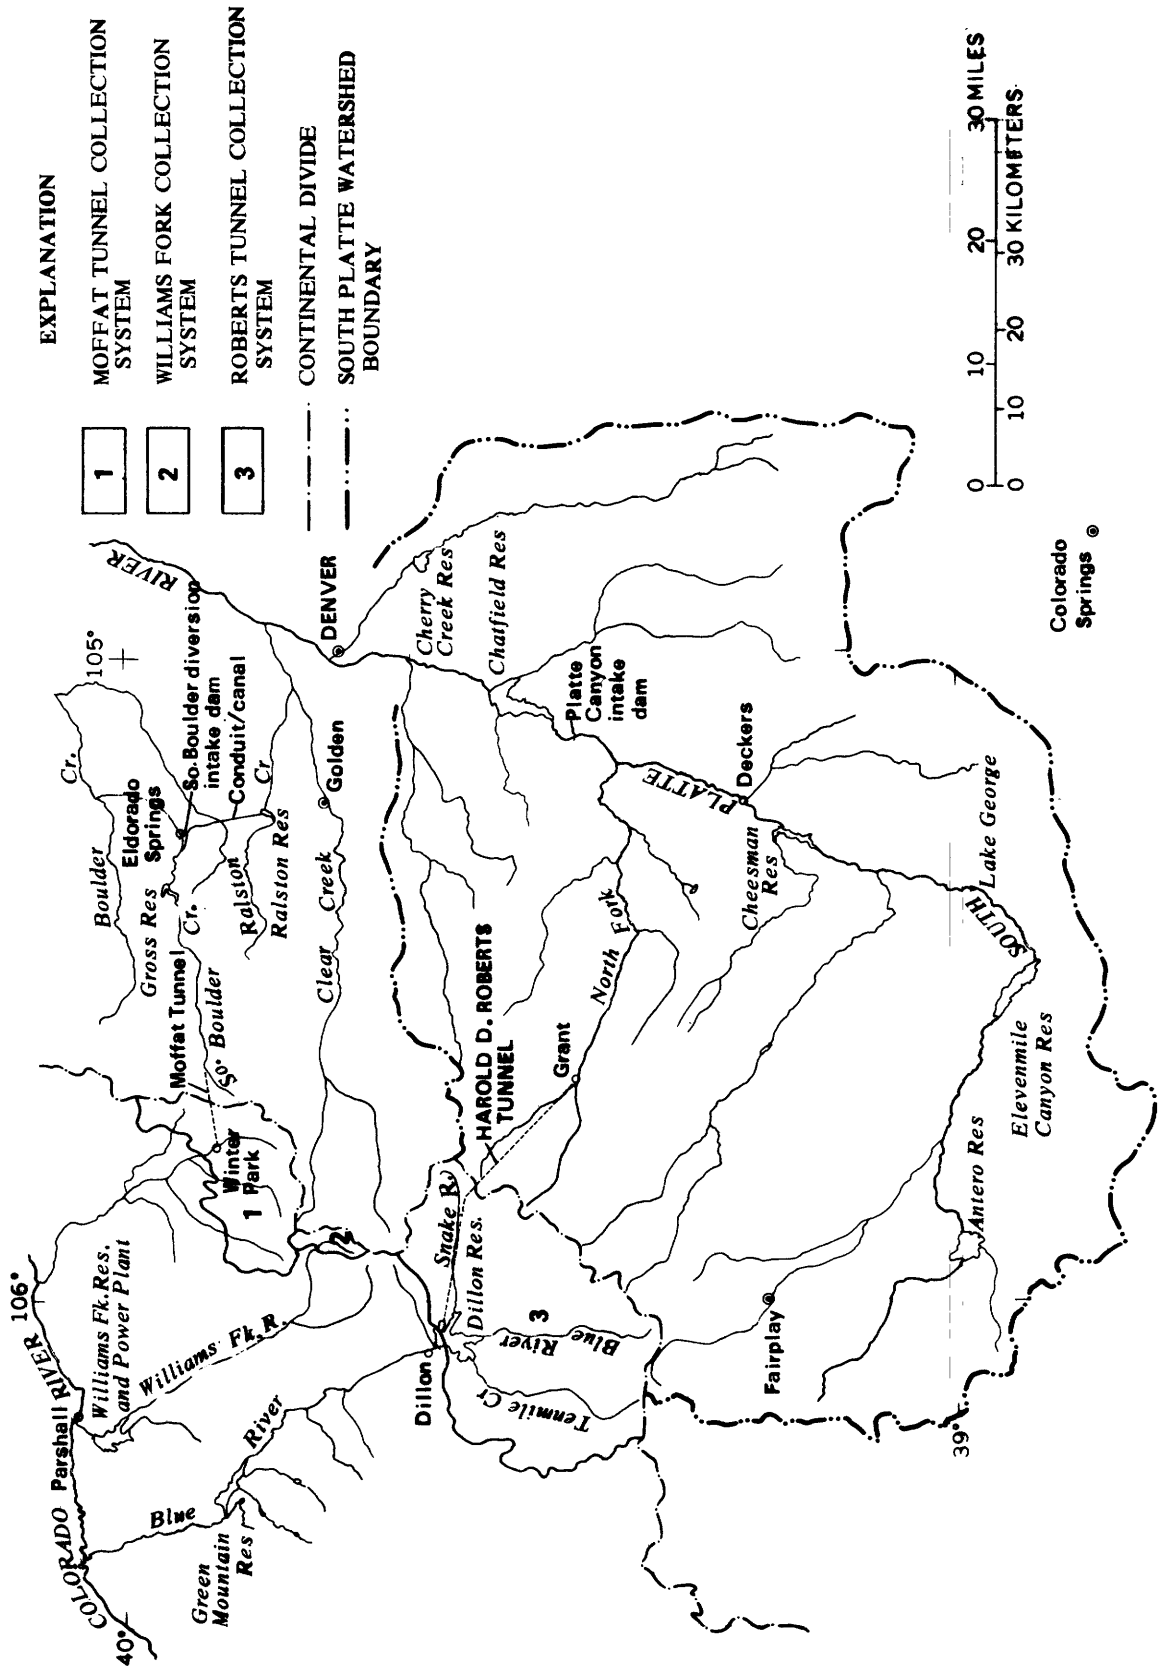 EXPLANATION
1
MOFFAT TUNNEL COLLECTION
SYSTEM
2
WILLIAMS FORK COLLECTION
SYSTEM
3
ROBERTS TUNNEL COLLECTION
SYSTEM
CONTINENTAL DIVIDE
SOUTH PLATTE WATERSHED
BOUNDARY
106°
105°
40°
39°
COLORADO
RIVER
Parshall
Williams Fk. Res.
and Power Plant
Williams Fk. R.
Blue
River
Green
Mountain
Res
Winter
Park
1
2
3
Moffat Tunnel
So. Boulder
Cr.
Gross Res
Boulder
Cr.
Eldorado
Springs
So. Boulder diversion
intake dam
Conduit/canal
Ralston
Cr
Ralston Res
Clear Creek
Golden
RIVER
DENVER
Cherry
Creek Res
Chatfield Res
Platte
Canyon
intake
dam
Dillon
Snake R.
Dillon Res.
Blue
River
Tenmile Cr
HAROLD D. ROBERTS
TUNNEL
Grant
North Fork
PLATTE
Deckers
Cheesman
Res
Lake George
SOUTH
Elevenmile
Canyon Res
Antero Res
Fairplay
Colorado
Springs
0 10 20 30 MILES
0 10 20 30 KILOMETERS